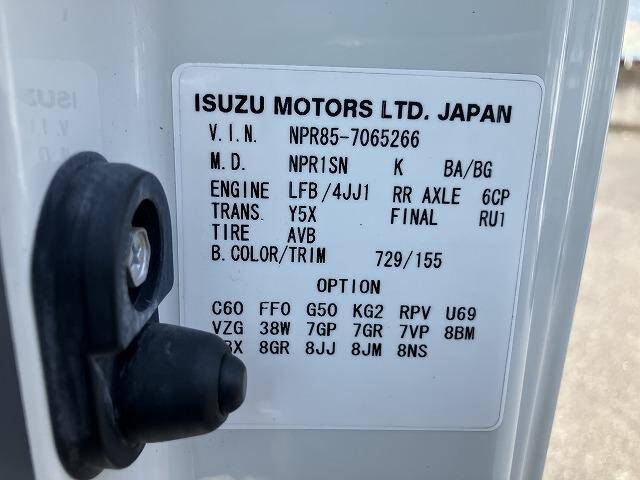 ISUZU MOTORS LTD. JAPAN
V.I.N. NPR85-7065266
M.D. NPR1SN K BA/BG
ENGINE LFB/4JJ1 RR AXLE 6CP
TRANS. Y5X FINAL RU1
TIRE AVB
B.COLOR/TRIM 729/155
OPTION
C60 FF0 G50 KG2 RPV U69
VZG 38W 7GP 7GR 7VP 8BM
8GR 8JJ 8JM 8NS